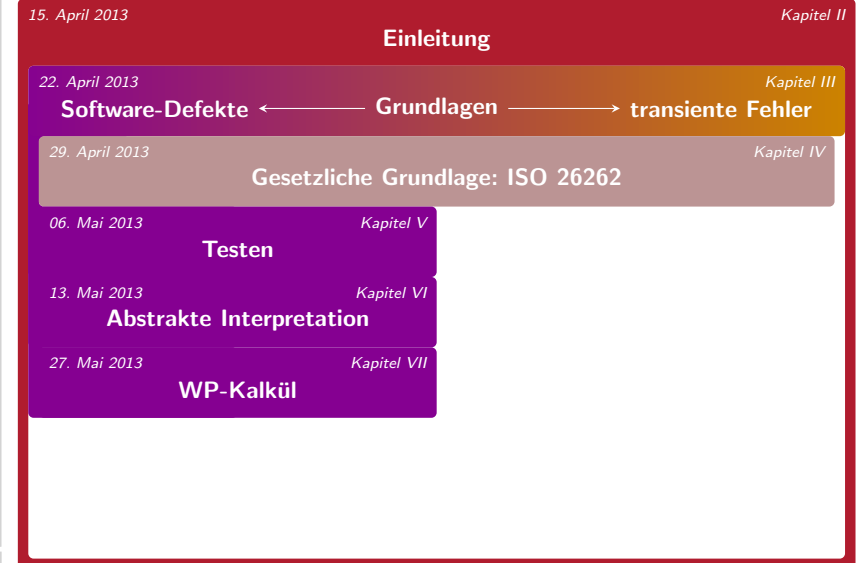 15. April 2013 Kapitel II
Einleitung
22. April 2013 Kapitel III
Software-Defekte Grundlagen transiente Fehler
29. April 2013 Kapitel IV
Gesetzliche Grundlage: ISO 26262
06. Mai 2013 Kapitel V
Testen
13. Mai 2013 Kapitel VI
Abstrakte Interpretation
27. Mai 2013 Kapitel VII
WP-Kalkül